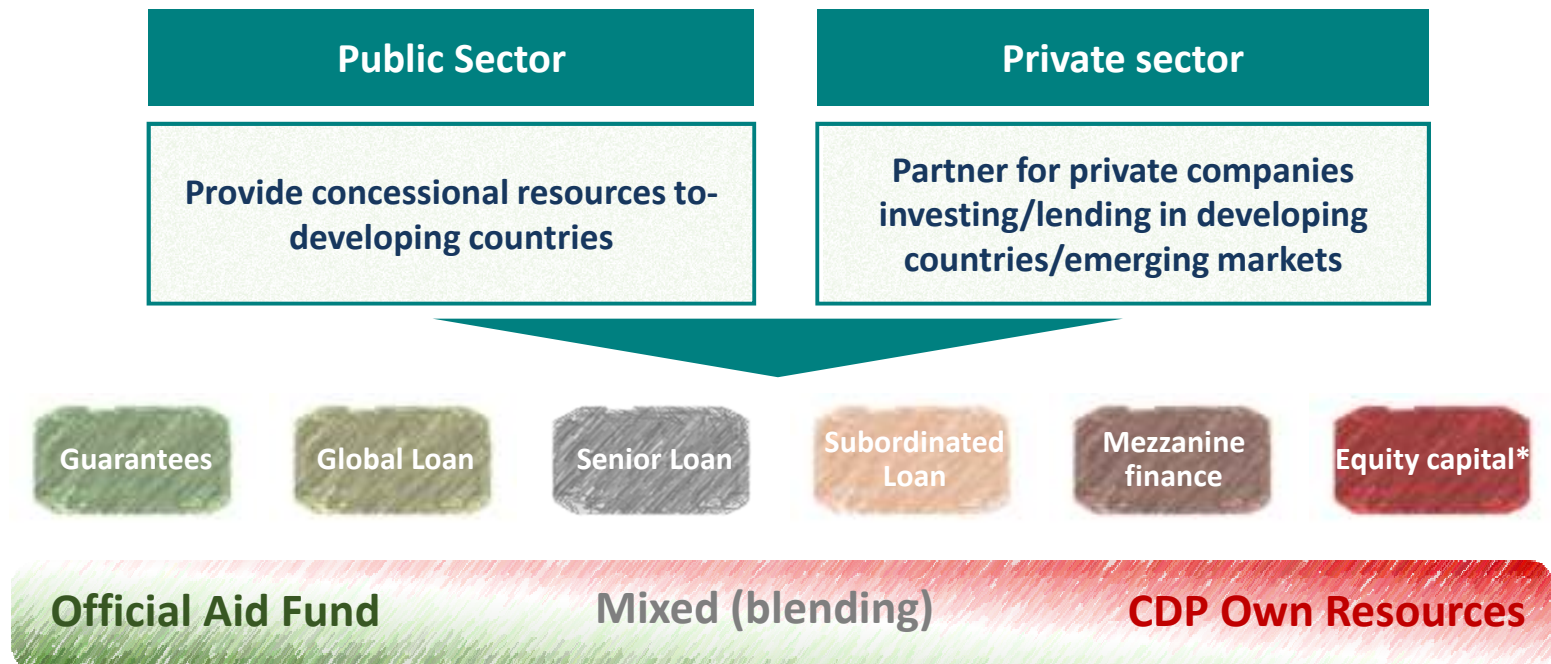 Public Sector
Private sector
Provide concessional resources to-
developing countries
Partner for private companies
investing/lending in developing
countries/emerging markets
Guarantees
Global Loan
Senior Loan
Subordinated
Loan
Mezzanine
finance
Equity capital*
Official Aid Fund
Mixed (blending)
CDP Own Resources